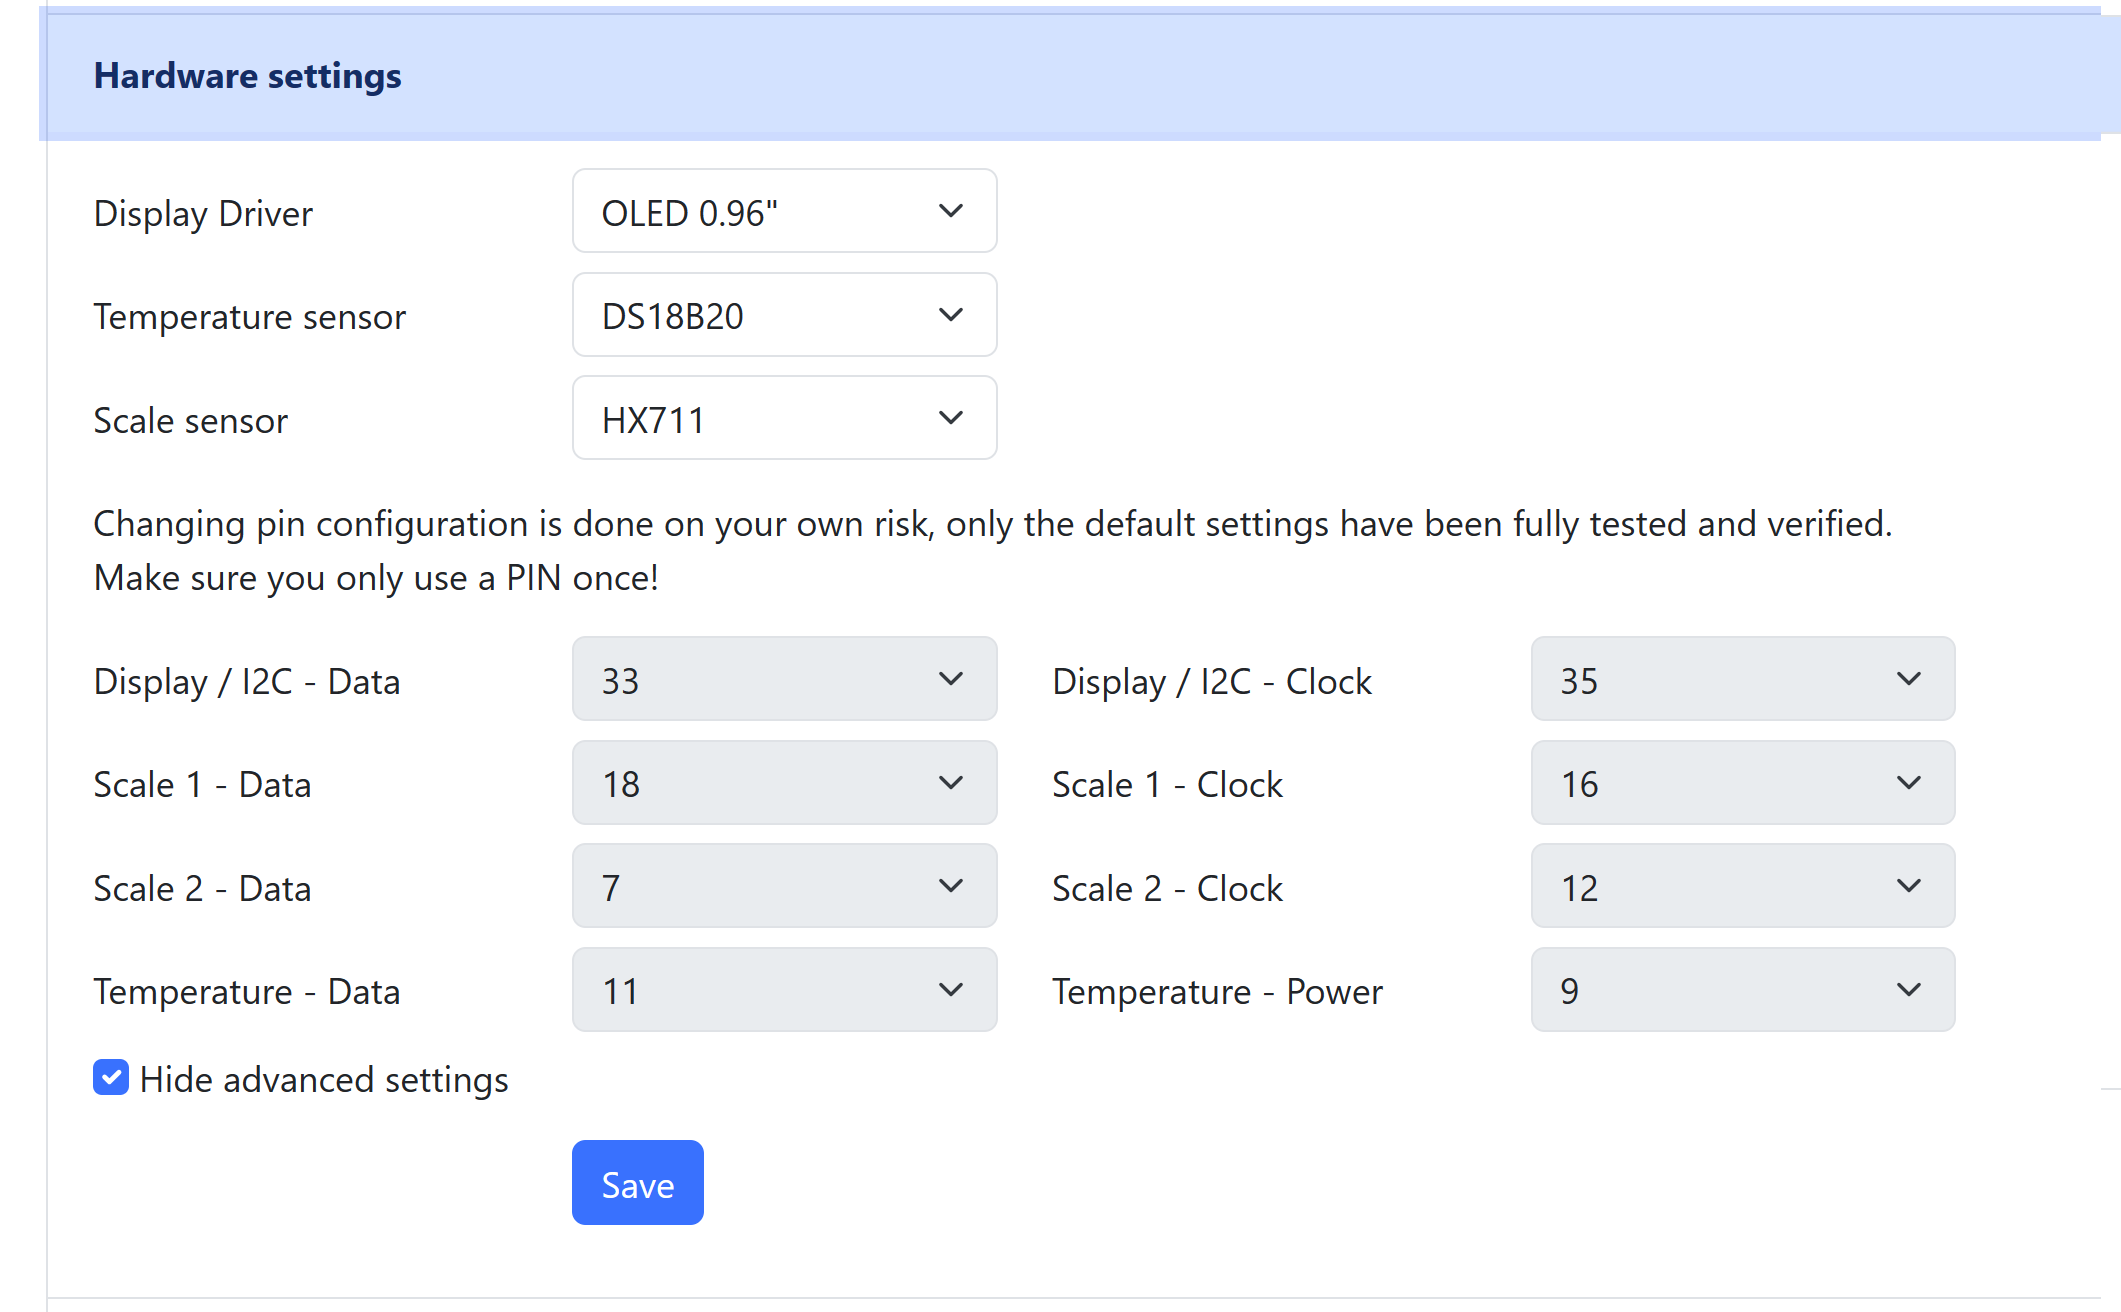 Hardware settings
Display Driver OLED 0.96"
Temperature sensor DS18B20
Scale sensor HX711
Changing pin configuration is done on your own risk, only the default settings have been fully tested and verified.
Make sure you only use a PIN once!
Display / I2C - Data 33 Display / I2C - Clock 35
Scale 1 - Data 18 Scale 1 - Clock 16
Scale 2 - Data 7 Scale 2 - Clock 12
Temperature - Data 11 Temperature - Power 9
Hide advanced settings
Save